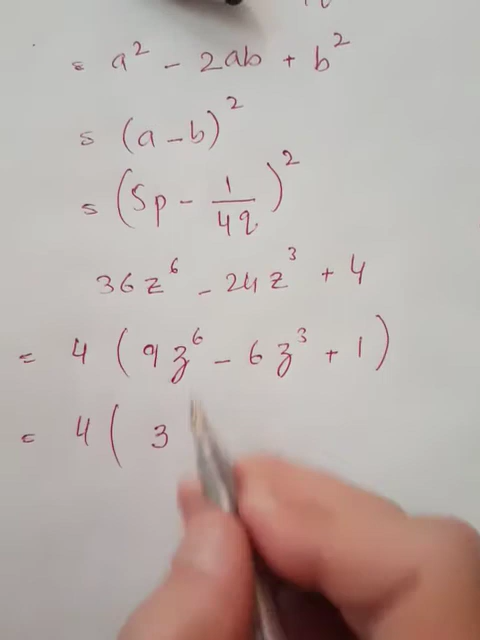 = a² - 2ab + b²
= (a - b)²
= (5p - 1/4q)²
36z⁶ - 24z³ + 4
= 4 (9z⁶ - 6z³ + 1)
= 4 ( 3